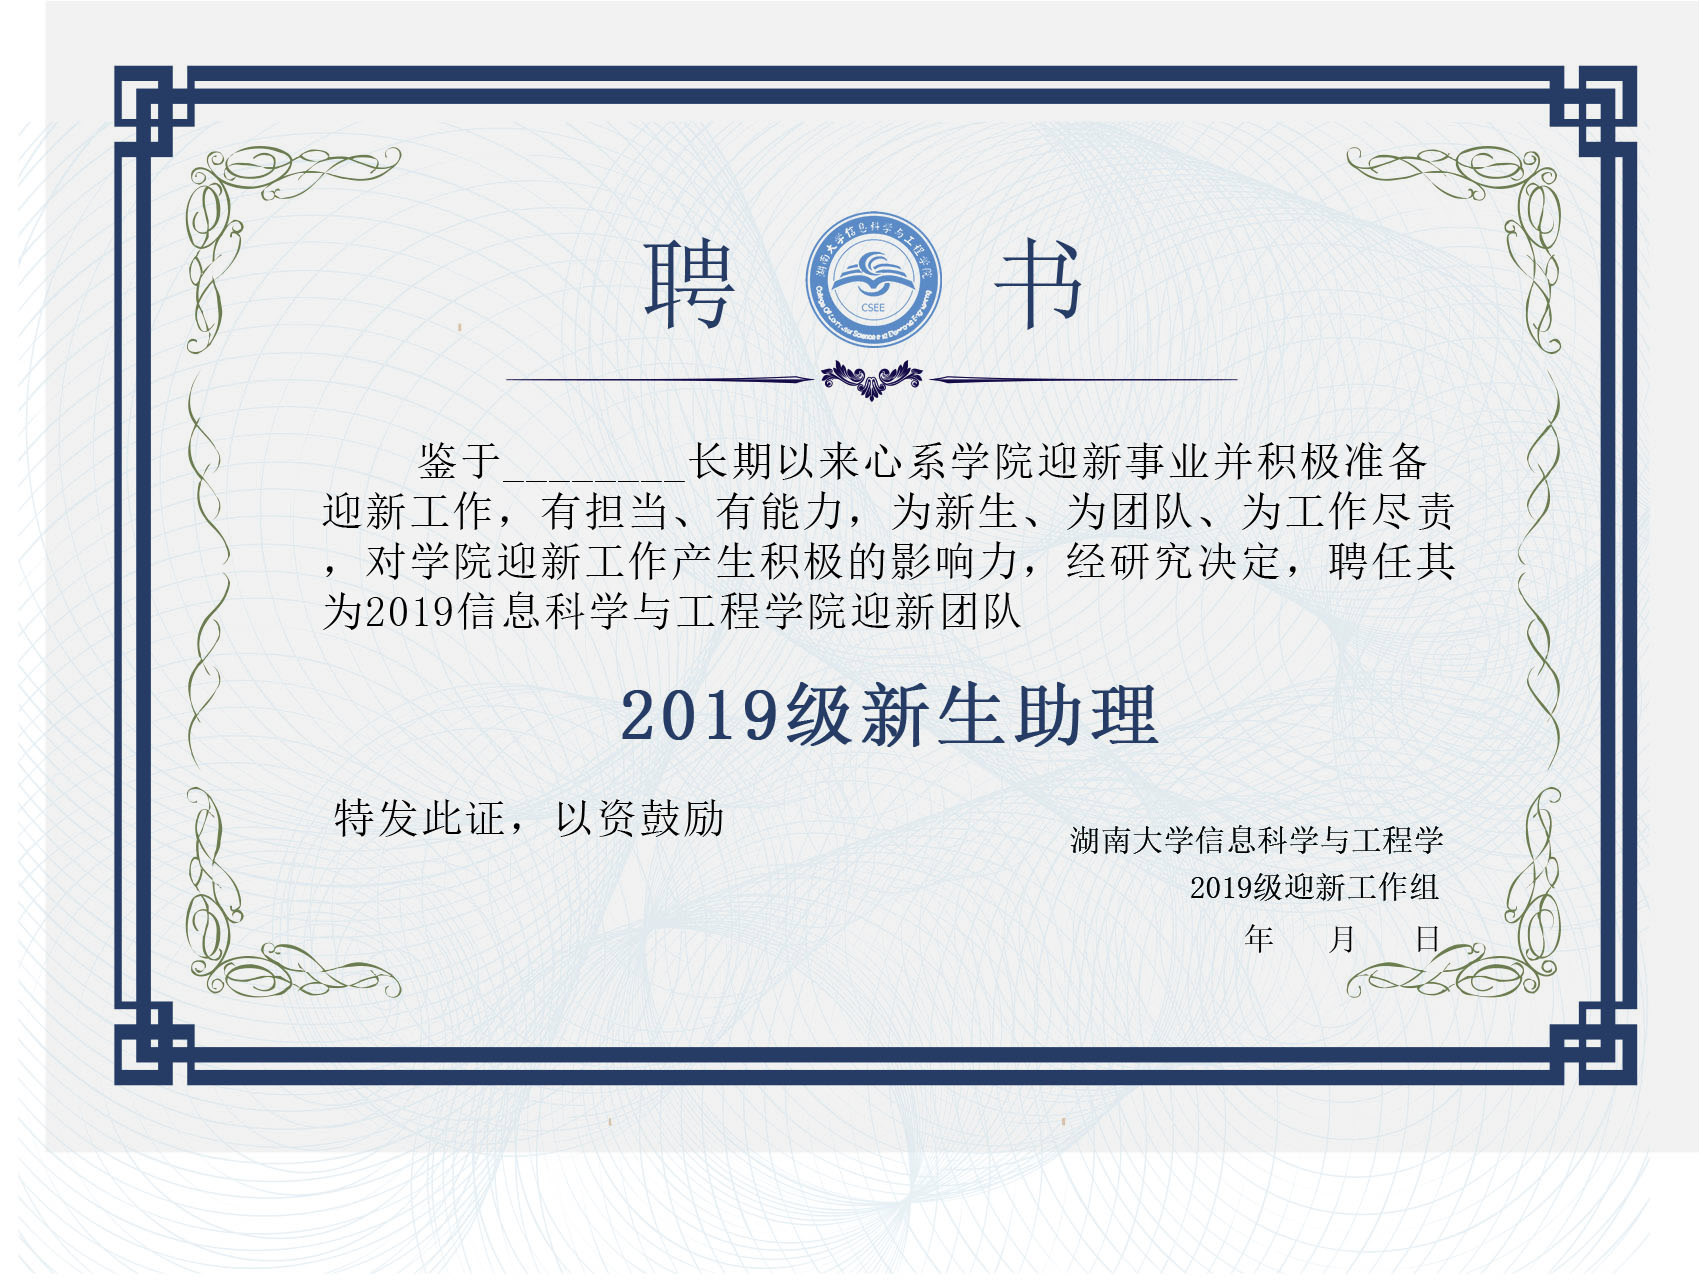 聘 书
湖南大学信息科学与工程学院
CSEE
鉴于________长期以来心系学院迎新事业并积极准备
迎新工作，有担当、有能力，为新生、为团队、为工作尽责
，对学院迎新工作产生积极的影响力，经研究决定，聘任其
为2019信息科学与工程学院迎新团队
2019级新生助理
特发此证，以资鼓励
湖南大学信息科学与工程学
2019级迎新工作组
年 月 日